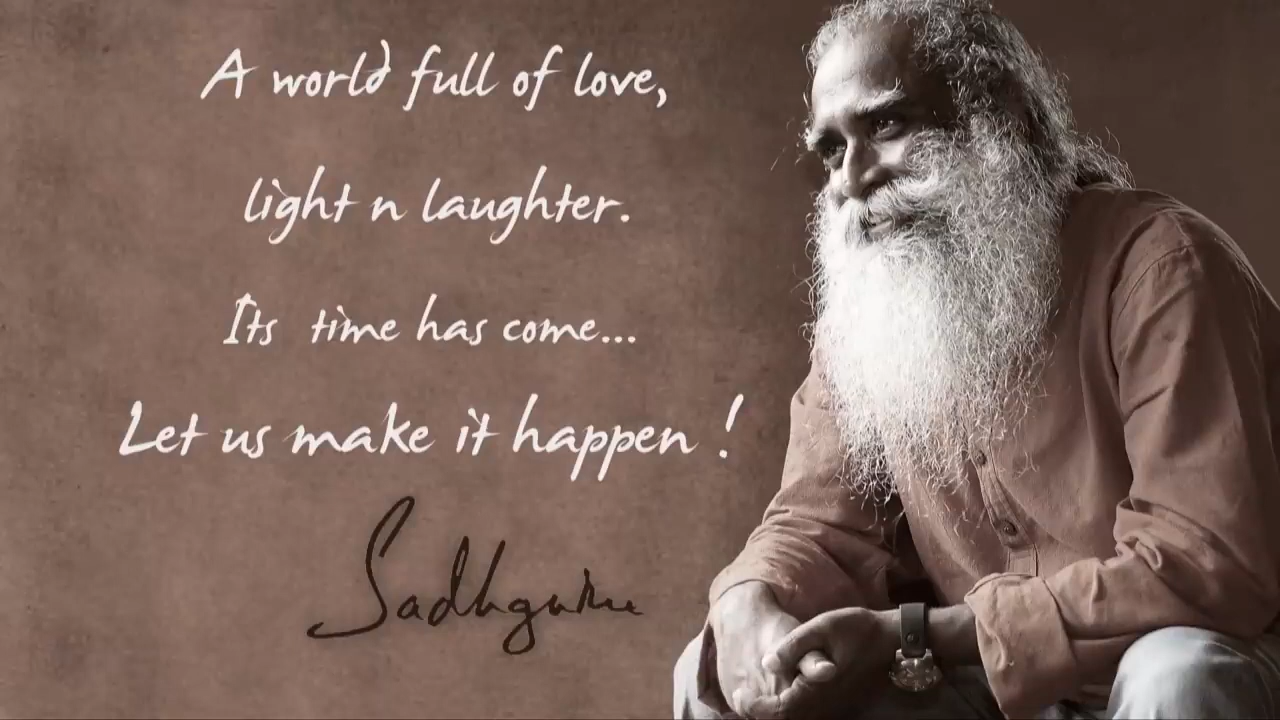 A world full of love,
light n laughter.
Its time has come...
Let us make it happen !
Sadhguru